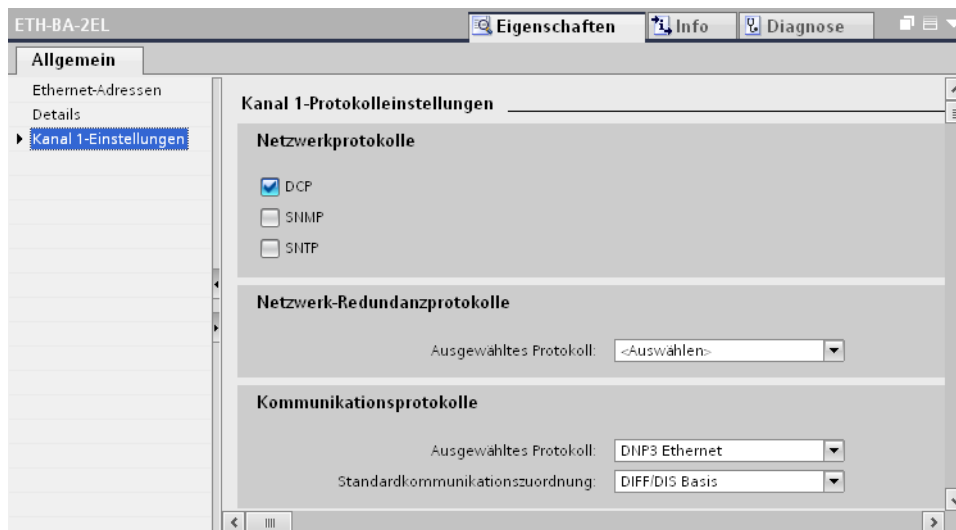 ETH-BA-2EL
Eigenschaften
Info
Diagnose
Allgemein
Ethernet-Adressen
Details
Kanal 1-Einstellungen
Kanal 1-Protokolleinstellungen
Netzwerkprotokolle
DCP
SNMP
SNTP
Netzwerk-Redundanzprotokolle
Ausgewähltes Protokoll: <Auswählen>
Kommunikationsprotokolle
Ausgewähltes Protokoll: DNP3 Ethernet
Standardkommunikationszuordnung: DIFF/DIS Basis